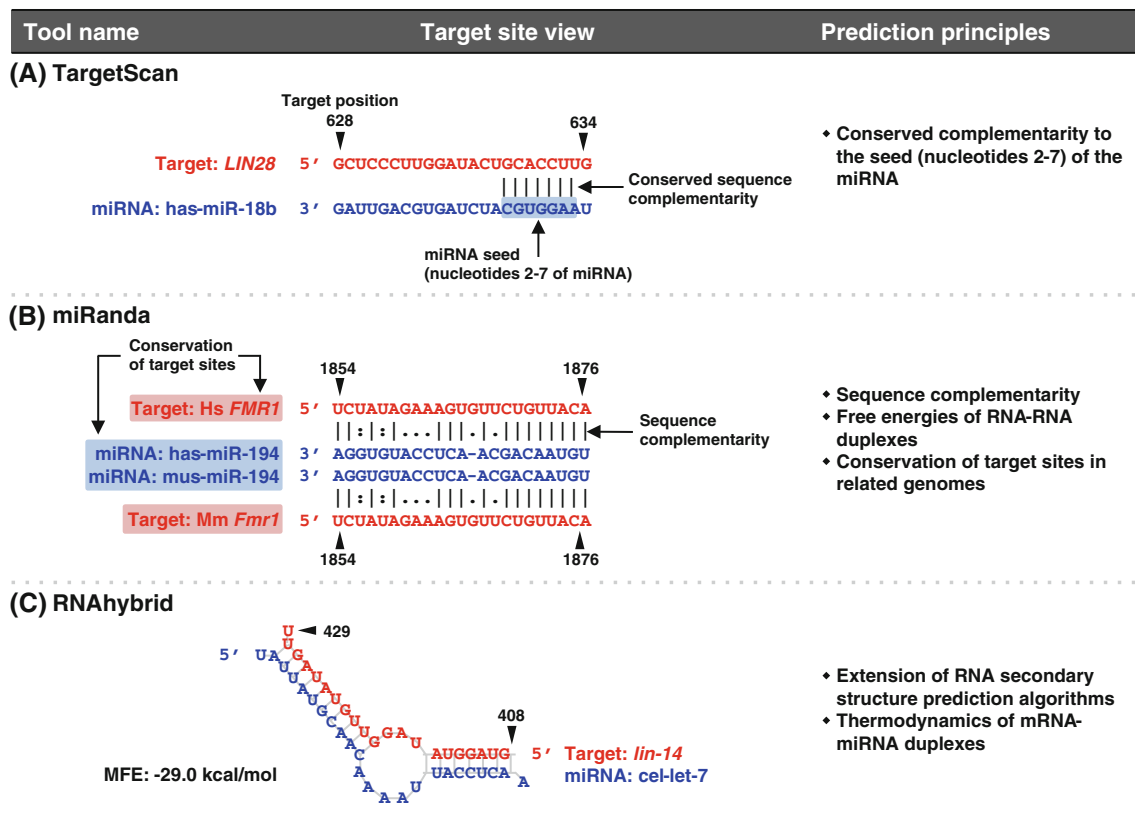 Tool name Target site view Prediction principles
(A) TargetScan
Target position
628 634
Target: LIN28 5′ GCUCCCUUGGAUACUGCACCUUG
|||||||
Conserved sequence
complementarity
miRNA: has-miR-18b 3′ GAUUGACGUGAUCUACGUGGAAU
miRNA seed
(nucleotides 2-7 of miRNA)
◆ Conserved complementarity to
the seed (nucleotides 2-7) of the
miRNA
(B) miRanda
Conservation
of target sites
1854 1876
Target: Hs FMR1 5′ UCUAUAGAAAGUGUUCUGUUACA
||:|:|...|||.|.||||||||
Sequence
complementarity
miRNA: has-miR-194 3′ AGGUGUACCUCA-ACGACAAUGU
miRNA: mus-miR-194 3′ AGGUGUACCUCA-ACGACAAUGU
||:|:|...|||.|.||||||||
Target: Mm Fmr1 5′ UCUAUAGAAAGUGUUCUGUUACA
1854 1876
◆ Sequence complementarity
◆ Free energies of RNA-RNA
duplexes
◆ Conservation of target sites in
related genomes
(C) RNAhybrid
429
UUGAUAUGUUGGAU AUGGAUG 5′ Target: lin-14
408
5′ UAUUAUGCAACAAAAU UACCUCA A miRNA: cel-let-7
MFE: -29.0 kcal/mol
◆ Extension of RNA secondary
structure prediction algorithms
◆ Thermodynamics of mRNA-
miRNA duplexes